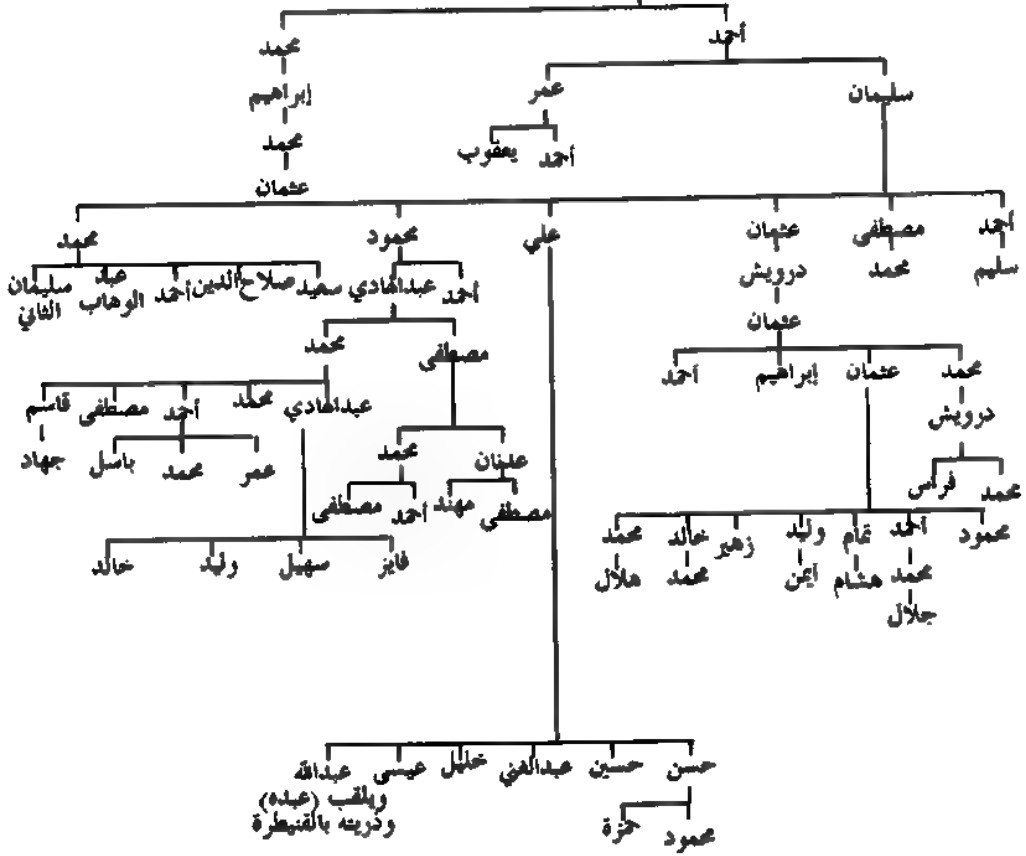 أحمد محمد
سليمان عمر إبراهيم
أحمد يعقوب محمد
عثمان
أحمد مصطفى عثمان علي محمود محمد
سليم محمد درويش
أحمد عبدالهادي سعيد صلاح الدين أحمد عبد الوهاب سليمان الثاني
عثمان
مصطفى محمد
محمد عثمان إبراهيم أحمد
عبدالهادي محمد أحمد مصطفى قاسم
درويش
عدنان محمد
عمر محمد باسل جهاد
محمد فراس
مصطفى مهند أحمد مصطفى
محمود أحمد تمام وليد زهير خالد محمد
فايز سهيل وليد خالد
محمد هشام أيمن محمد هلال
جلال
حسن حسين عبدالغني خليل عيسى عبدالله
ويلقب (عبده)
وذريته بالقنيطرة
محمود حمزة